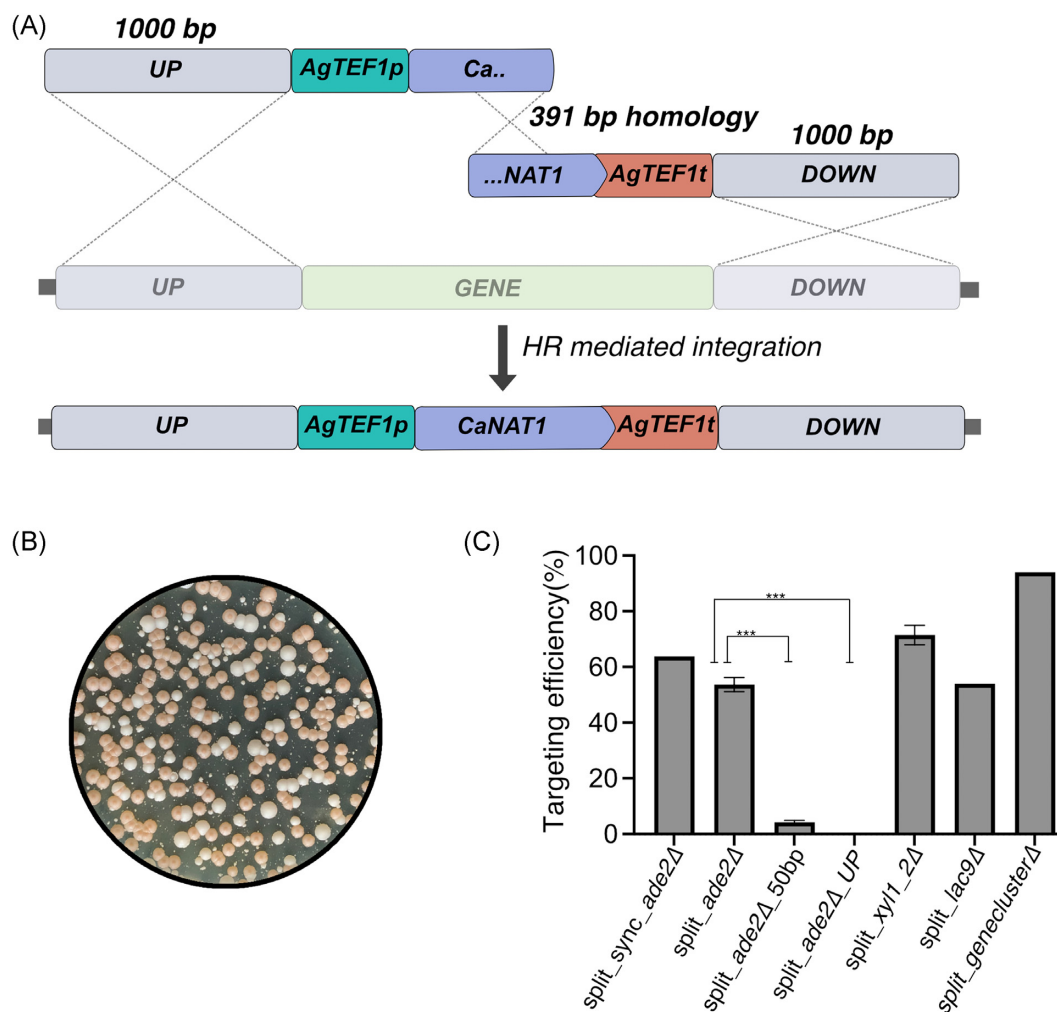 (A)
1000 bp
UP
AgTEF1p
Ca..
391 bp homology
1000 bp
...NAT1
AgTEF1t
DOWN
UP
GENE
DOWN
HR mediated integration
UP
AgTEF1p
CaNAT1
AgTEF1t
DOWN
(B)
(C)
Targeting efficiency(%)
100
80
60
40
20
0
***
***
split_sync_ade2Δ
split_ade2Δ
split_ade2Δ_50bp
split_ade2Δ_UP
split_xyl1_2Δ
split_lac9Δ
split_geneclusterΔ